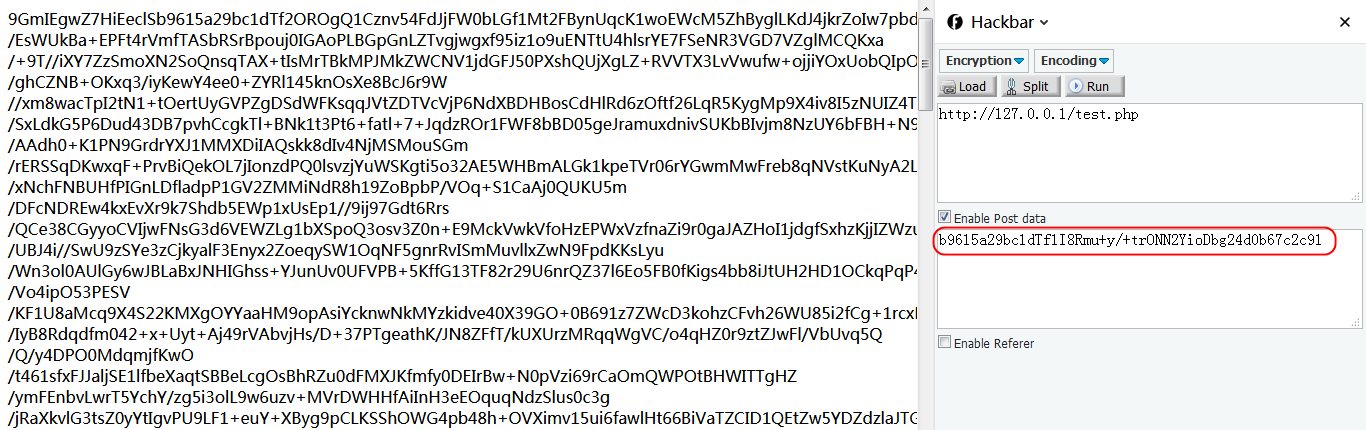 9GmIEgwZ7HiEeclSb9615a29bc1dTf2OROgQ1Cznv54FdJjFW0bLGf1Mt2FBynUqcK1woEWcM5ZhByglLKdJ4jkrZoIw7pbd
/EsWUkBa+EPFt4rVmfTASbRSrBpouj0IGAoPLBGpGnLZTvgjwgxf95iz1o9uENTtU4hlsrYE7FSeNR3VGD7VZglMCQKxa
/+9T//iXY7ZzSmoXN2SoQnsqTAX+tIsMrTBkMPJMkZWCNV1jdGFJ50PXshQUjXgLZ+RVVTX3LvVwufw+ojjiYOxUobQIpO
/ghCZNB+OKxq3/iyKewY4ee0+ZYRl145knOsXe8BcJ6r9W
//xm8wacTpI2tN1+tOertUyGVPZgDSdWFKsqqJVtZDTVcVjP6NdXBDHBosCdHlRd6zOftf26LqR5KygMp9X4iv8I5zNUIZ4T
/SxLdkG5P6Dud43DB7pvhCcgkTl+BNk1t3Pt6+fatl+7+JqdzROr1FWF8bBD05geJramuxdnivSUKbBIvjm8NzUY6bFBH+N9
/AAdh0+K1PN9GrdrYXJ1MMXDiIAQskk8dIv4NjMSMouSGm
/rERSSqDKwxqF+PrvBiQekOL7jIonzdPQ0lsvzjYuWSKgti5o32AE5WHBmALGk1kpeTVr06rYGwmMwFreb8qNVstKuNyA2L
/xNchFNBUHfPIGnLDfladpP1GV2ZMMiNdR8h19ZoBpbP/VOq+S1CaAj0QUKU5m
/DFcNDREw4kxEvXr9k7Shdb5EWp1xUsEp1//9ij97Gdt6Rrs
/QCe38CGyyoCVIjwFNsG3d6VEWZLg1bXSpoQ3osv3Z0n+E9MckVwkVfoHzEPWxVzfnaZi9r0gaJAZHoI1jdgfSxhzKjjIZWzu
/UBJ4i//SwU9zSYe3zCjkyalF3Enyx2ZoeqySW1OqNF5gnrRvISmMuvllxZwN9FpdKKsLyu
/Wn3ol0AUlGy6wJBLaBxJNHIGhss+YJunUv0UFVPB+5KffG13TF82r29U6nrQZ37l6Eo5FB0fKigs4bb8iJtUH2HD1OCkqPqP4
/Vo4ipO53PESV
/KF1U8aMcq9X4S22KMXgOYYaaHM9opAsiYcknwNkMYzkidve40X39GO+0B691z7ZWcD3kohzCFvh26WU85i2fCg+1rcxl
/IyB8Rdqdfm042+x+Uyt+Aj49rVAbvjHs/D+37PTgeathK/JN8ZFfT/kUXUrzMRqqWgVC/o4qHZ0r9ztZJwFl/VbUvq5Q
/Q/y4DPO0MdqmjfKwO
/t461sfxFJJaljSE1lfbeXaqtSBBeLcgOsBhRZu0dFMXJKfmfy0DEIrBw+N0pVzi69rCaOmQWPOtBHWITTgHZ
/ymFEnbvLwrT5YchY/zg5i3olL9w6uzv+MVrDWHHfAiInH3eEOquqNdzSlus0c3g
/jRaXkvlG3tsZ0yYtIgvPU9LF1+euY+XByg9pCLKSShOWG4pb48h+OVXimv15ui6fawlHt66BiVaTZCID1QEtZw5YDZdzlaJTG
Hackbar
Encryption Encoding
Load Split Run
http://127.0.0.1/test.php
Enable Post data
b9615a29bc1dTf1I8Rmu+y/+trONN2YioDbg24d0b67c2c91
Enable Referer